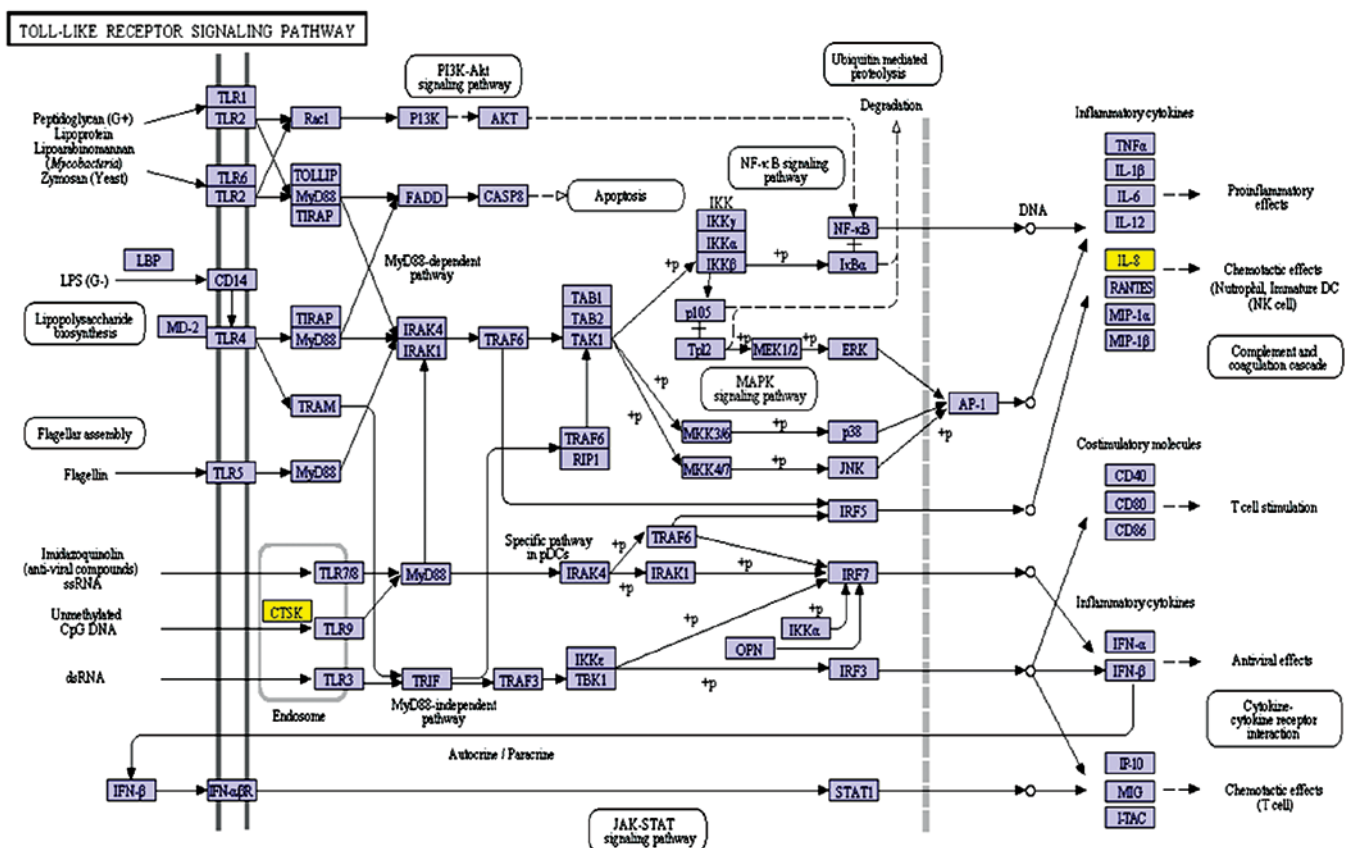 TOLL-LIKE RECEPTOR SIGNALING PATHWAY
PI3K-Akt
signaling pathway
Ubiquitin mediated
proteolysis
Degradation
Peptidoglycan (G+)
Lipoprotein
Lipoarabinomannan
(Mycobacteria)
Zymosan (Yeast)
TLR1
TLR2
Rac1
P13K
AKT
Inflammatory cytokines
TNFα
IL-1β
IL-6
IL-12
Proinflammatory
effects
TLR6
TLR2
TOLLIP
MyD88
TIRAP
FADD
CASP8
Apoptosis
NF-κB signaling
pathway
IKK
IKKγ
IKKα
IKKβ
+p
+p
NF-κB
IκBα
DNA
MyD88-dependent
pathway
LBP
LPS (G-)
CD14
IL-8
RANTES
MIP-1α
MIP-1β
Chemotactic effects
(Nutrophil, Immature DC
(NK cell)
Lipopolysaccharide
biosynthesis
MD-2
TLR4
TIRAP
MyD88
IRAK4
IRAK1
TRAF6
TAB1
TAB2
TAK1
p105
Tpl2
+p
MEK1/2
+p
ERK
Complement and
coagulation cascade
MAPK
signaling pathway
+p
+p
TRAM
AP-1
+p
MKK3/6
+p
p38
MKK4/7
+p
JNK
Flagellar assembly
Flagellin
TLR5
MyD88
TRAF6
RIP1
Costimulatory molecules
CD40
CD80
CD86
T cell stimulation
IRF5
Imidazoquinolin
(anti-viral compounds)
ssRNA
TLR7/8
MyD88
Specific pathway
in pDCs
IRAK4
+p
+p
TRAF6
IRAK1
+p
IRF7
Unmethylated
CpG DNA
CTSK
TLR9
+p
+p
IKKα
OPN
Inflammatory cytokines
IFN-α
IFN-β
Antiviral effects
dsRNA
TLR3
TRIF
TRAF3
IKKε
TBK1
+p
IRF3
Endosome
MyD88-independent
pathway
Cytokine-
cytokine receptor
interaction
Autocrine / Paracrine
IFN-β
IFN-αβR
STAT1
IP-10
MIG
I-TAC
Chemotactic effects
(T cell)
JAK-STAT
signaling pathway